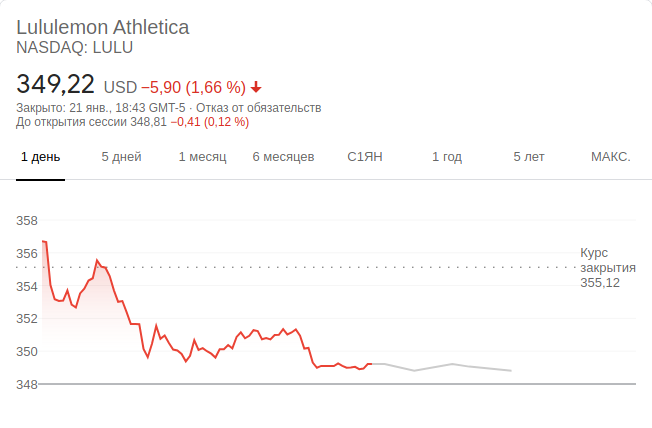 Lululemon Athletica
NASDAQ: LULU
349,22 USD −5,90 (1,66 %)
Закрыто: 21 янв., 18:43 GMT-5 · Отказ от обязательств
До открытия сессии 348,81 −0,41 (0,12 %)
1 день 5 дней 1 месяц 6 месяцев С1ЯН 1 год 5 лет МАКС.
358
356
354
352
350
348
Курс
закрытия
355,12